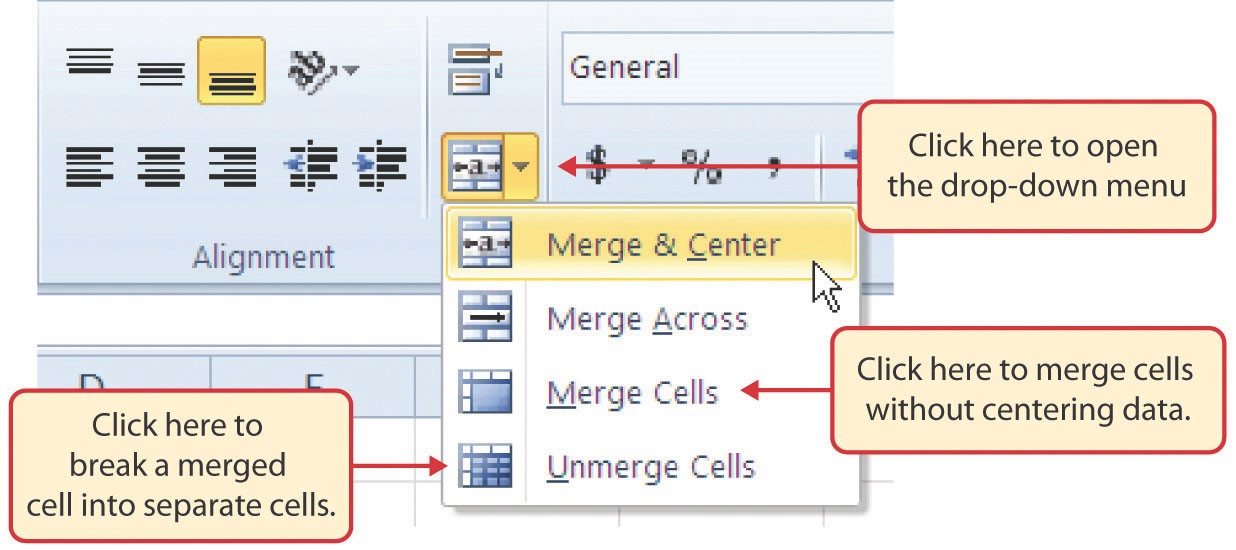 General
$ % ,
Click here to open
the drop-down menu
Alignment
Merge & Center
Merge Across
Merge Cells
Unmerge Cells
Click here to merge cells
without centering data.
D
Click here to
break a merged
cell into separate cells.